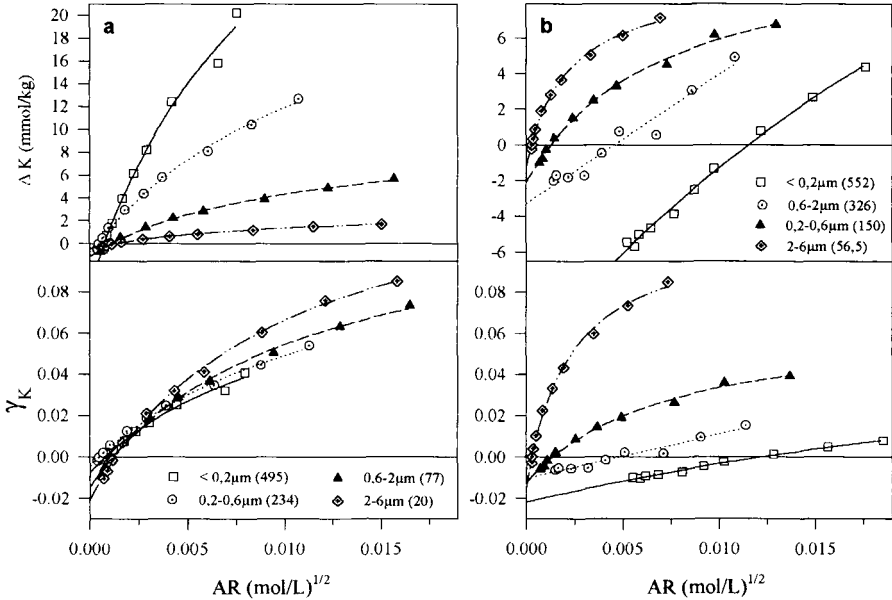 a
b
Δ K (mmol/kg)
20
18
16
14
12
10
8
6
4
2
0
6
4
2
0
-2
-4
-6
< 0,2µm (552)
0,6-2µm (326)
0,2-0,6µm (150)
2-6µm (56,5)
γK
0.08
0.06
0.04
0.02
0.00
-0.02
0.08
0.06
0.04
0.02
0.00
-0.02
< 0,2µm (495)
0,2-0,6µm (234)
0,6-2µm (77)
2-6µm (20)
0.000 0.005 0.010 0.015
0.000 0.005 0.010 0.015
AR (mol/L)1/2
AR (mol/L)1/2